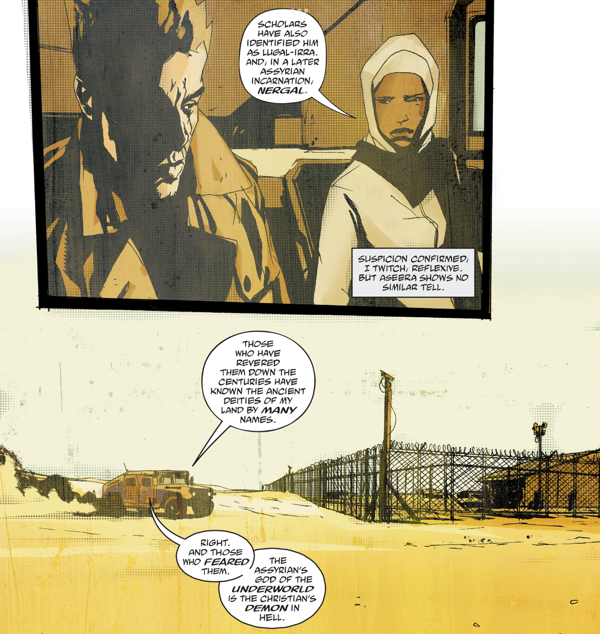 SCHOLARS
HAVE ALSO
IDENTIFIED HIM
AS LUGAL-IRRA.
AND, IN A LATER
ASSYRIAN
INCARNATION,
NERGAL.
SUSPICION CONFIRMED,
I TWITCH, REFLEXIVE.
BUT ASEERA SHOWS NO
SIMILAR TELL.
THOSE
WHO HAVE
REVERED
THEM DOWN THE
CENTURIES HAVE
KNOWN THE ANCIENT
DEITIES OF MY
LAND BY MANY
NAMES.
RIGHT.
AND THOSE
WHO FEARED
THEM.
THE
ASSYRIAN'S
GOD OF THE
UNDERWORLD
IS THE CHRISTIAN'S
DEMON IN
HELL.